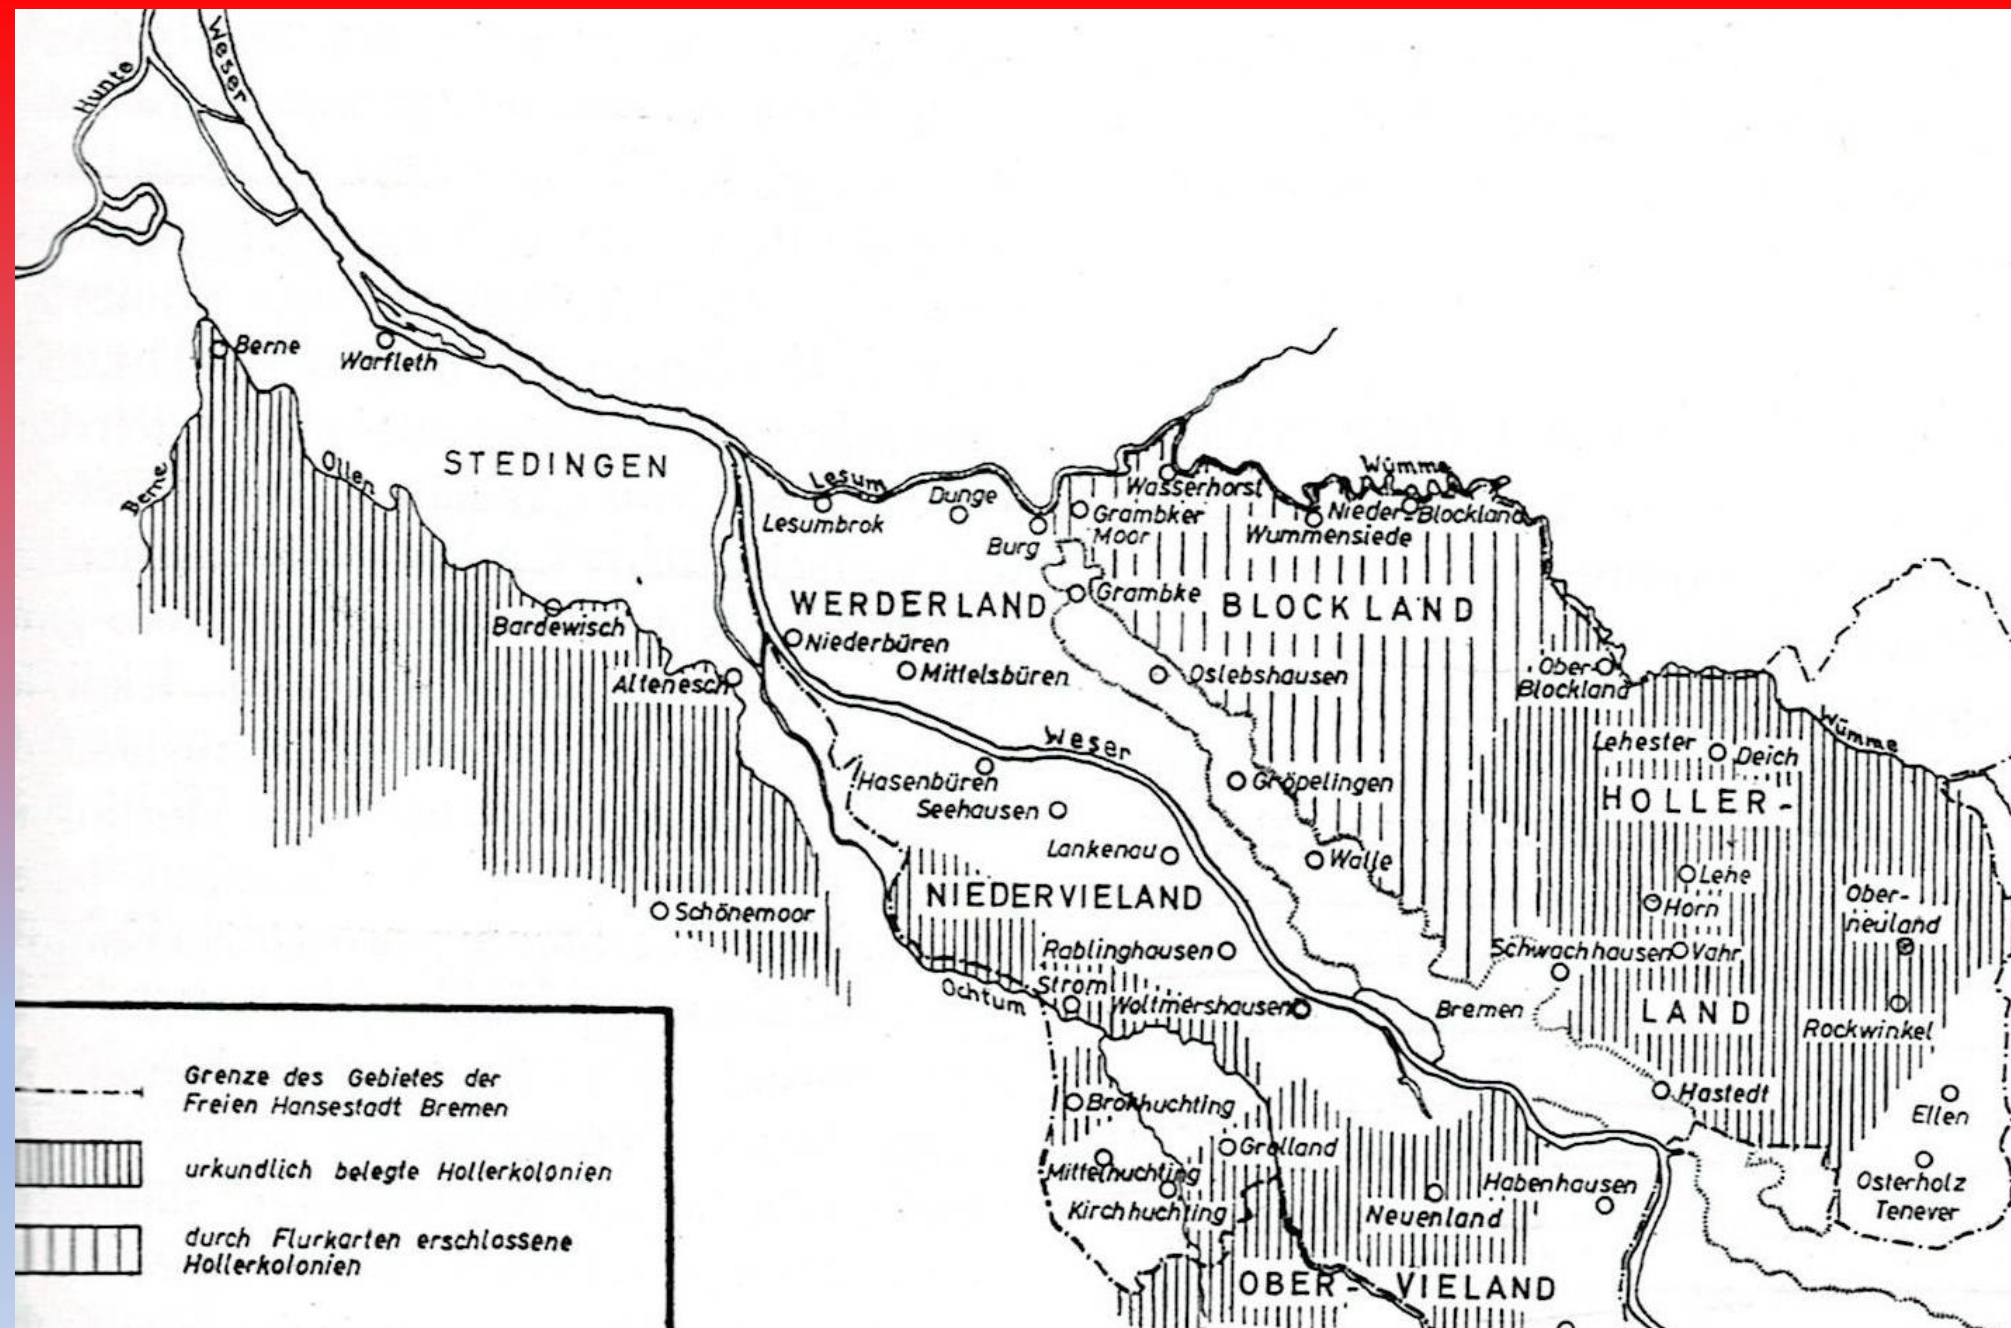 Weser
Hunte
Berne
Warfleth
Berne
Ollen
STEDINGEN
Lesum
Lesumbrok
Dunge
Burg
Wasserhorst
Grambker
Moor
Wümme
Nieder-Blockland
Wummensiede
WERDERLAND
Grambke
BLOCKLAND
Bardewisch
Niederbüren
Mittelsbüren
Altenesch
Oslebshausen
Ober-
Blockland
Wümme
Weser
Lehester Deich
Hasenbüren
Gröpelingen
HOLLER-
Seehausen
Lankenau
Walle
Lehe
NIEDERVIELAND
Horn
Ober-
neuland
Schönemoor
Rablinghausen
Schwachhausen
Vahr
Ochtum
Strom
Woltmershausen
Bremen
LAND
Rockwinkel
Brokhuchting
Hastedt
Ellen
Grolland
Mittelhuchting
Habenhausen
Osterholz
Tenever
Kirchhuchting
Neuenland
OBER-VIELAND
Grenze des Gebietes der
Freien Hansestadt Bremen
urkundlich belegte Hollerkolonien
durch Flurkarten erschlossene
Hollerkolonien